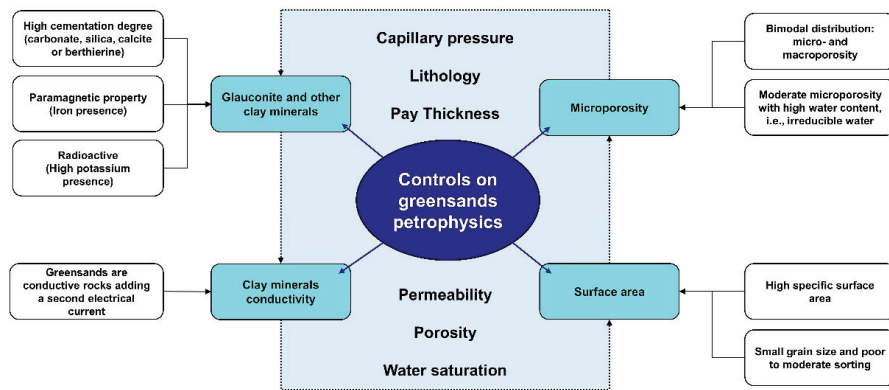 High cementation degree
(carbonate, silica, calcite
or berthierine)
Paramagnetic property
(Iron presence)
Radioactive
(High potassium
presence)
Glauconite and other
clay minerals
Capillary pressure
Lithology
Pay Thickness
Microporosity
Bimodal distribution:
micro- and
macroporosity
Moderate microporosity
with high water content,
i.e., irreducible water
Controls on
greensands
petrophysics
Greensands are
conductive rocks adding
a second electrical
current
Clay minerals
conductivity
Permeability
Porosity
Water saturation
Surface area
High specific surface
area
Small grain size and poor
to moderate sorting